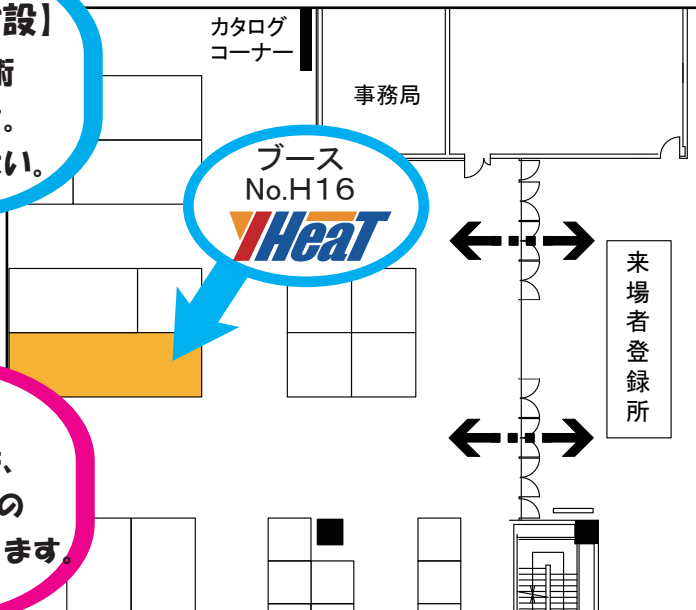 設】
術
。
い。
カタログ
コーナー
事務局
ブース
No.H16
HeaT
来場者登録所
、
の
ます。